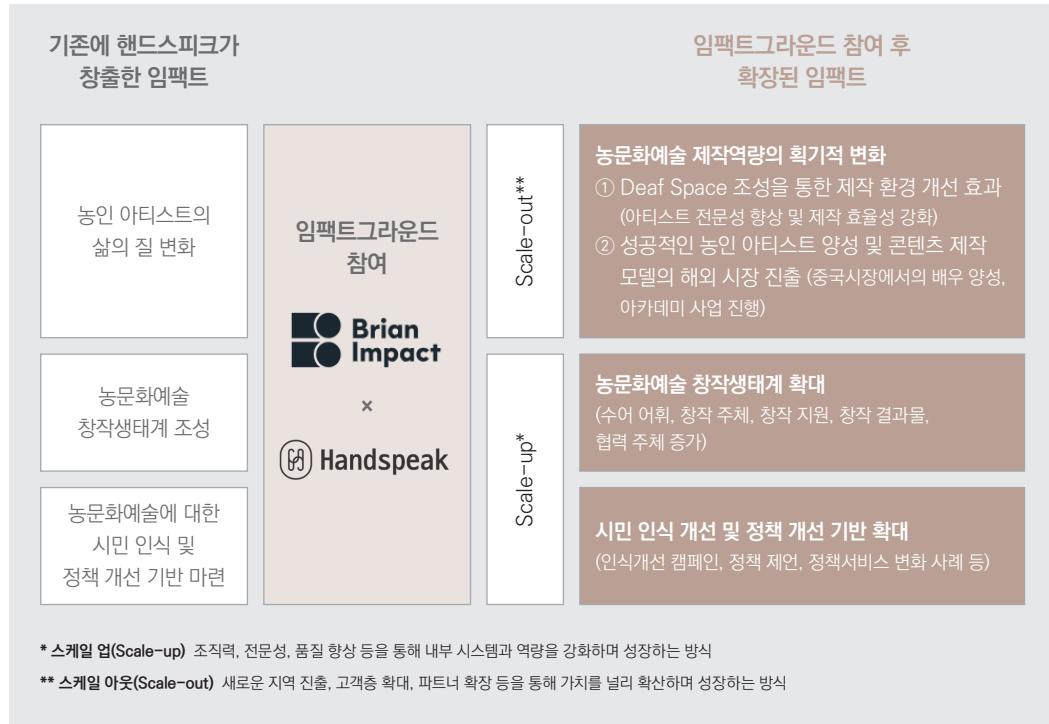 기존에 핸드스피크가
창출한 임팩트
임팩트그라운드 참여 후
확장된 임팩트
농인 아티스트의
삶의 질 변화
농문화예술
창작생태계 조성
농문화예술에 대한
시민 인식 및
정책 개선 기반 마련
임팩트그라운드
참여
Brian
Impact
×
Handspeak
Scale-out**
Scale-up*
농문화예술 제작역량의 획기적 변화
① Deaf Space 조성을 통한 제작 환경 개선 효과
(아티스트 전문성 향상 및 제작 효율성 강화)
② 성공적인 농인 아티스트 양성 및 콘텐츠 제작
모델의 해외 시장 진출 (중국시장에서의 배우 양성,
아카데미 사업 진행)
농문화예술 창작생태계 확대
(수어 어휘, 창작 주체, 창작 지원, 창작 결과물,
협력 주체 증가)
시민 인식 개선 및 정책 개선 기반 확대
(인식개선 캠페인, 정책 제언, 정책서비스 변화 사례 등)
* 스케일 업(Scale-up) 조직력, 전문성, 품질 향상 등을 통해 내부 시스템과 역량을 강화하며 성장하는 방식
** 스케일 아웃(Scale-out) 새로운 지역 진출, 고객층 확대, 파트너 확장 등을 통해 가치를 널리 확산하며 성장하는 방식